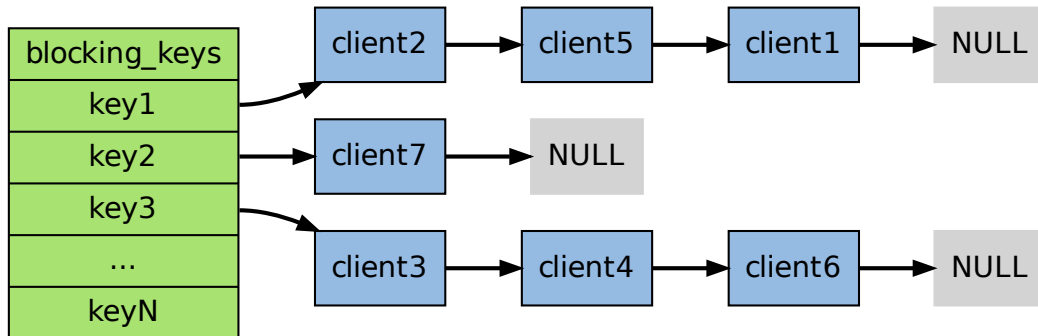 blocking_keys
key1
key2
key3
...
keyN
client2 client5 client1 NULL
client7 NULL
client3 client4 client6 NULL